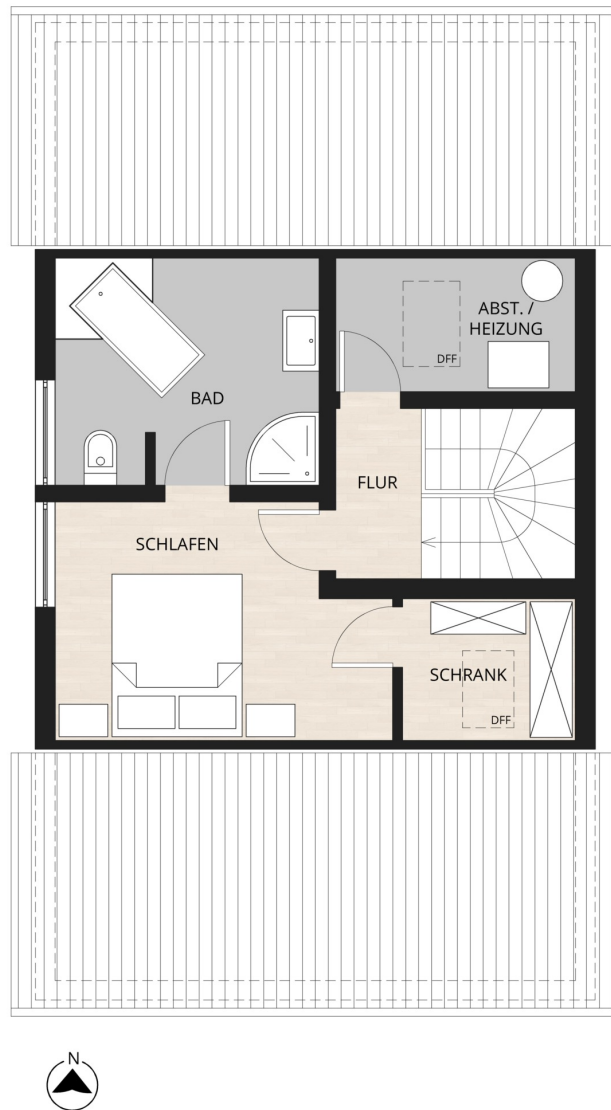 ABST. /
HEIZUNG
DFF
BAD
FLUR
SCHLAFEN
SCHRANK
DFF
N